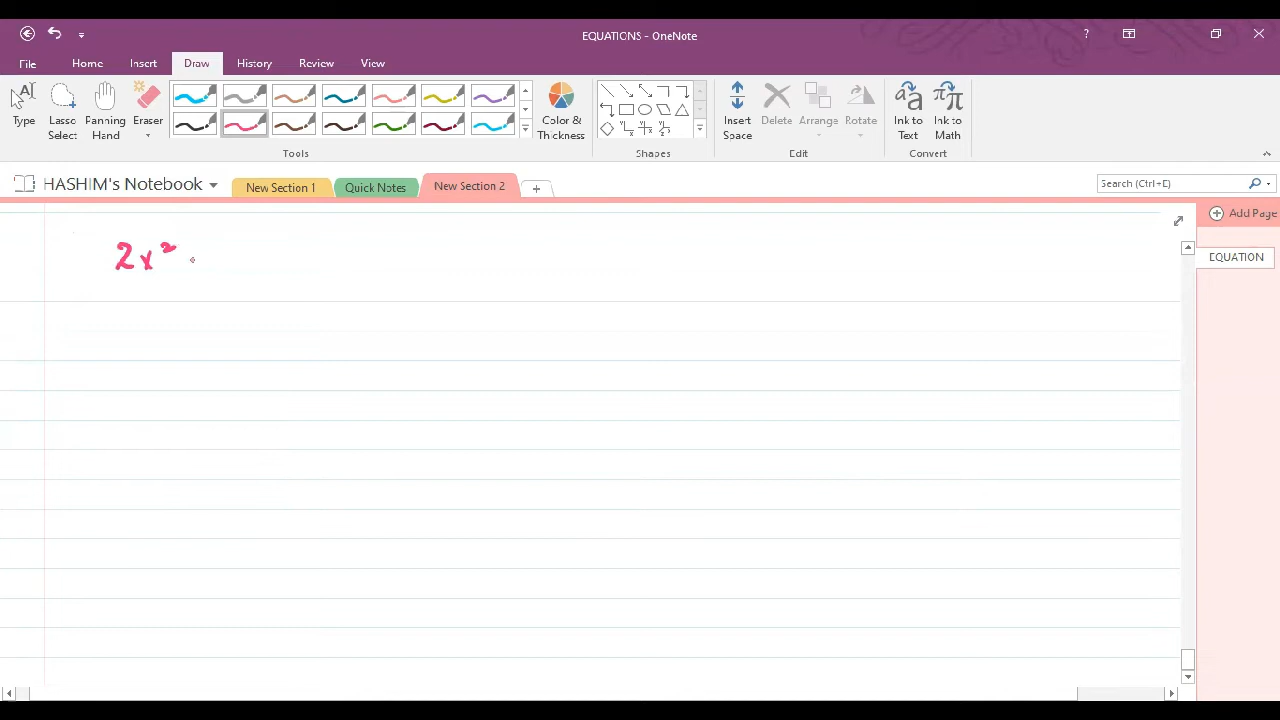 EQUATIONS - OneNote
?
File
Home
Insert
Draw
History
Review
View
Type
Lasso Select
Panning Hand
Eraser
Color & Thickness
Insert Space
Delete
Arrange
Rotate
Ink to Text
Ink to Math
Tools
Shapes
Edit
Convert
HASHIM's Notebook
New Section 1
Quick Notes
New Section 2
Search (Ctrl+E)
Add Page
EQUATION
2x²